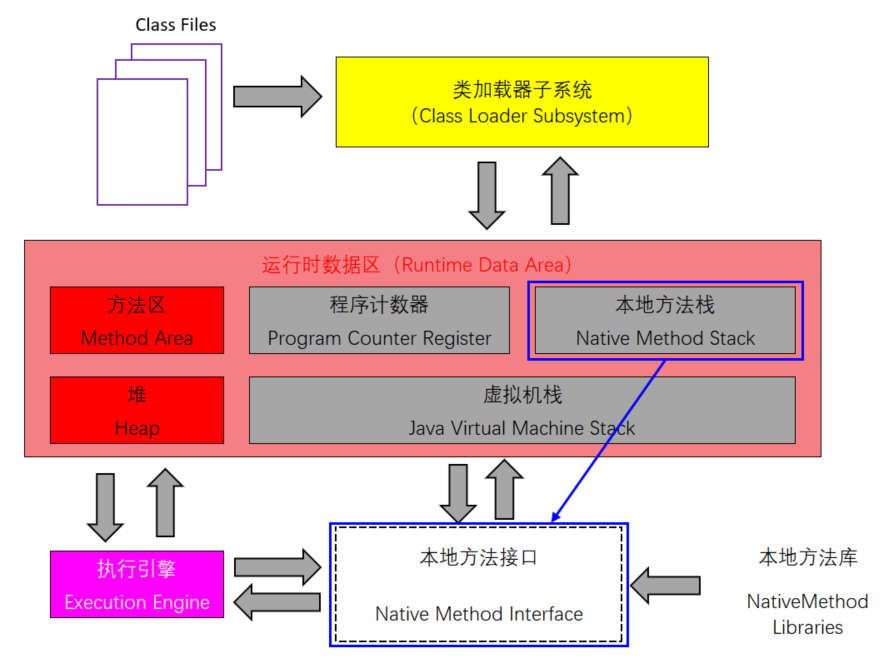 Class Files
类加载器子系统
（Class Loader Subsystem）
运行时数据区（Runtime Data Area）
方法区
Method Area
程序计数器
Program Counter Register
本地方法栈
Native Method Stack
堆
Heap
虚拟机栈
Java Virtual Machine Stack
执行引擎
Execution Engine
本地方法接口
Native Method Interface
本地方法库
NativeMethod
Libraries